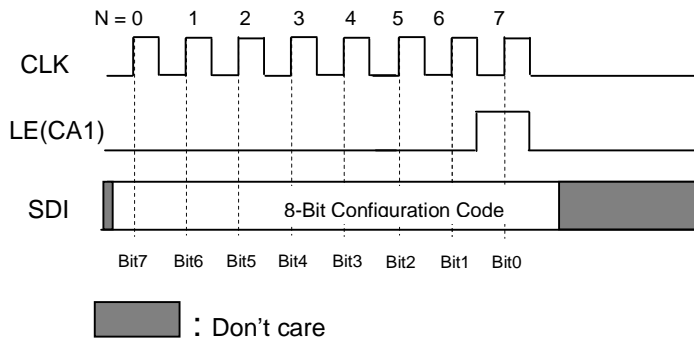 N = 0 1 2 3 4 5 6 7
CLK
LE(CA1)
SDI
8-Bit Configuration Code
Bit7 Bit6 Bit5 Bit4 Bit3 Bit2 Bit1 Bit0
: Don't care